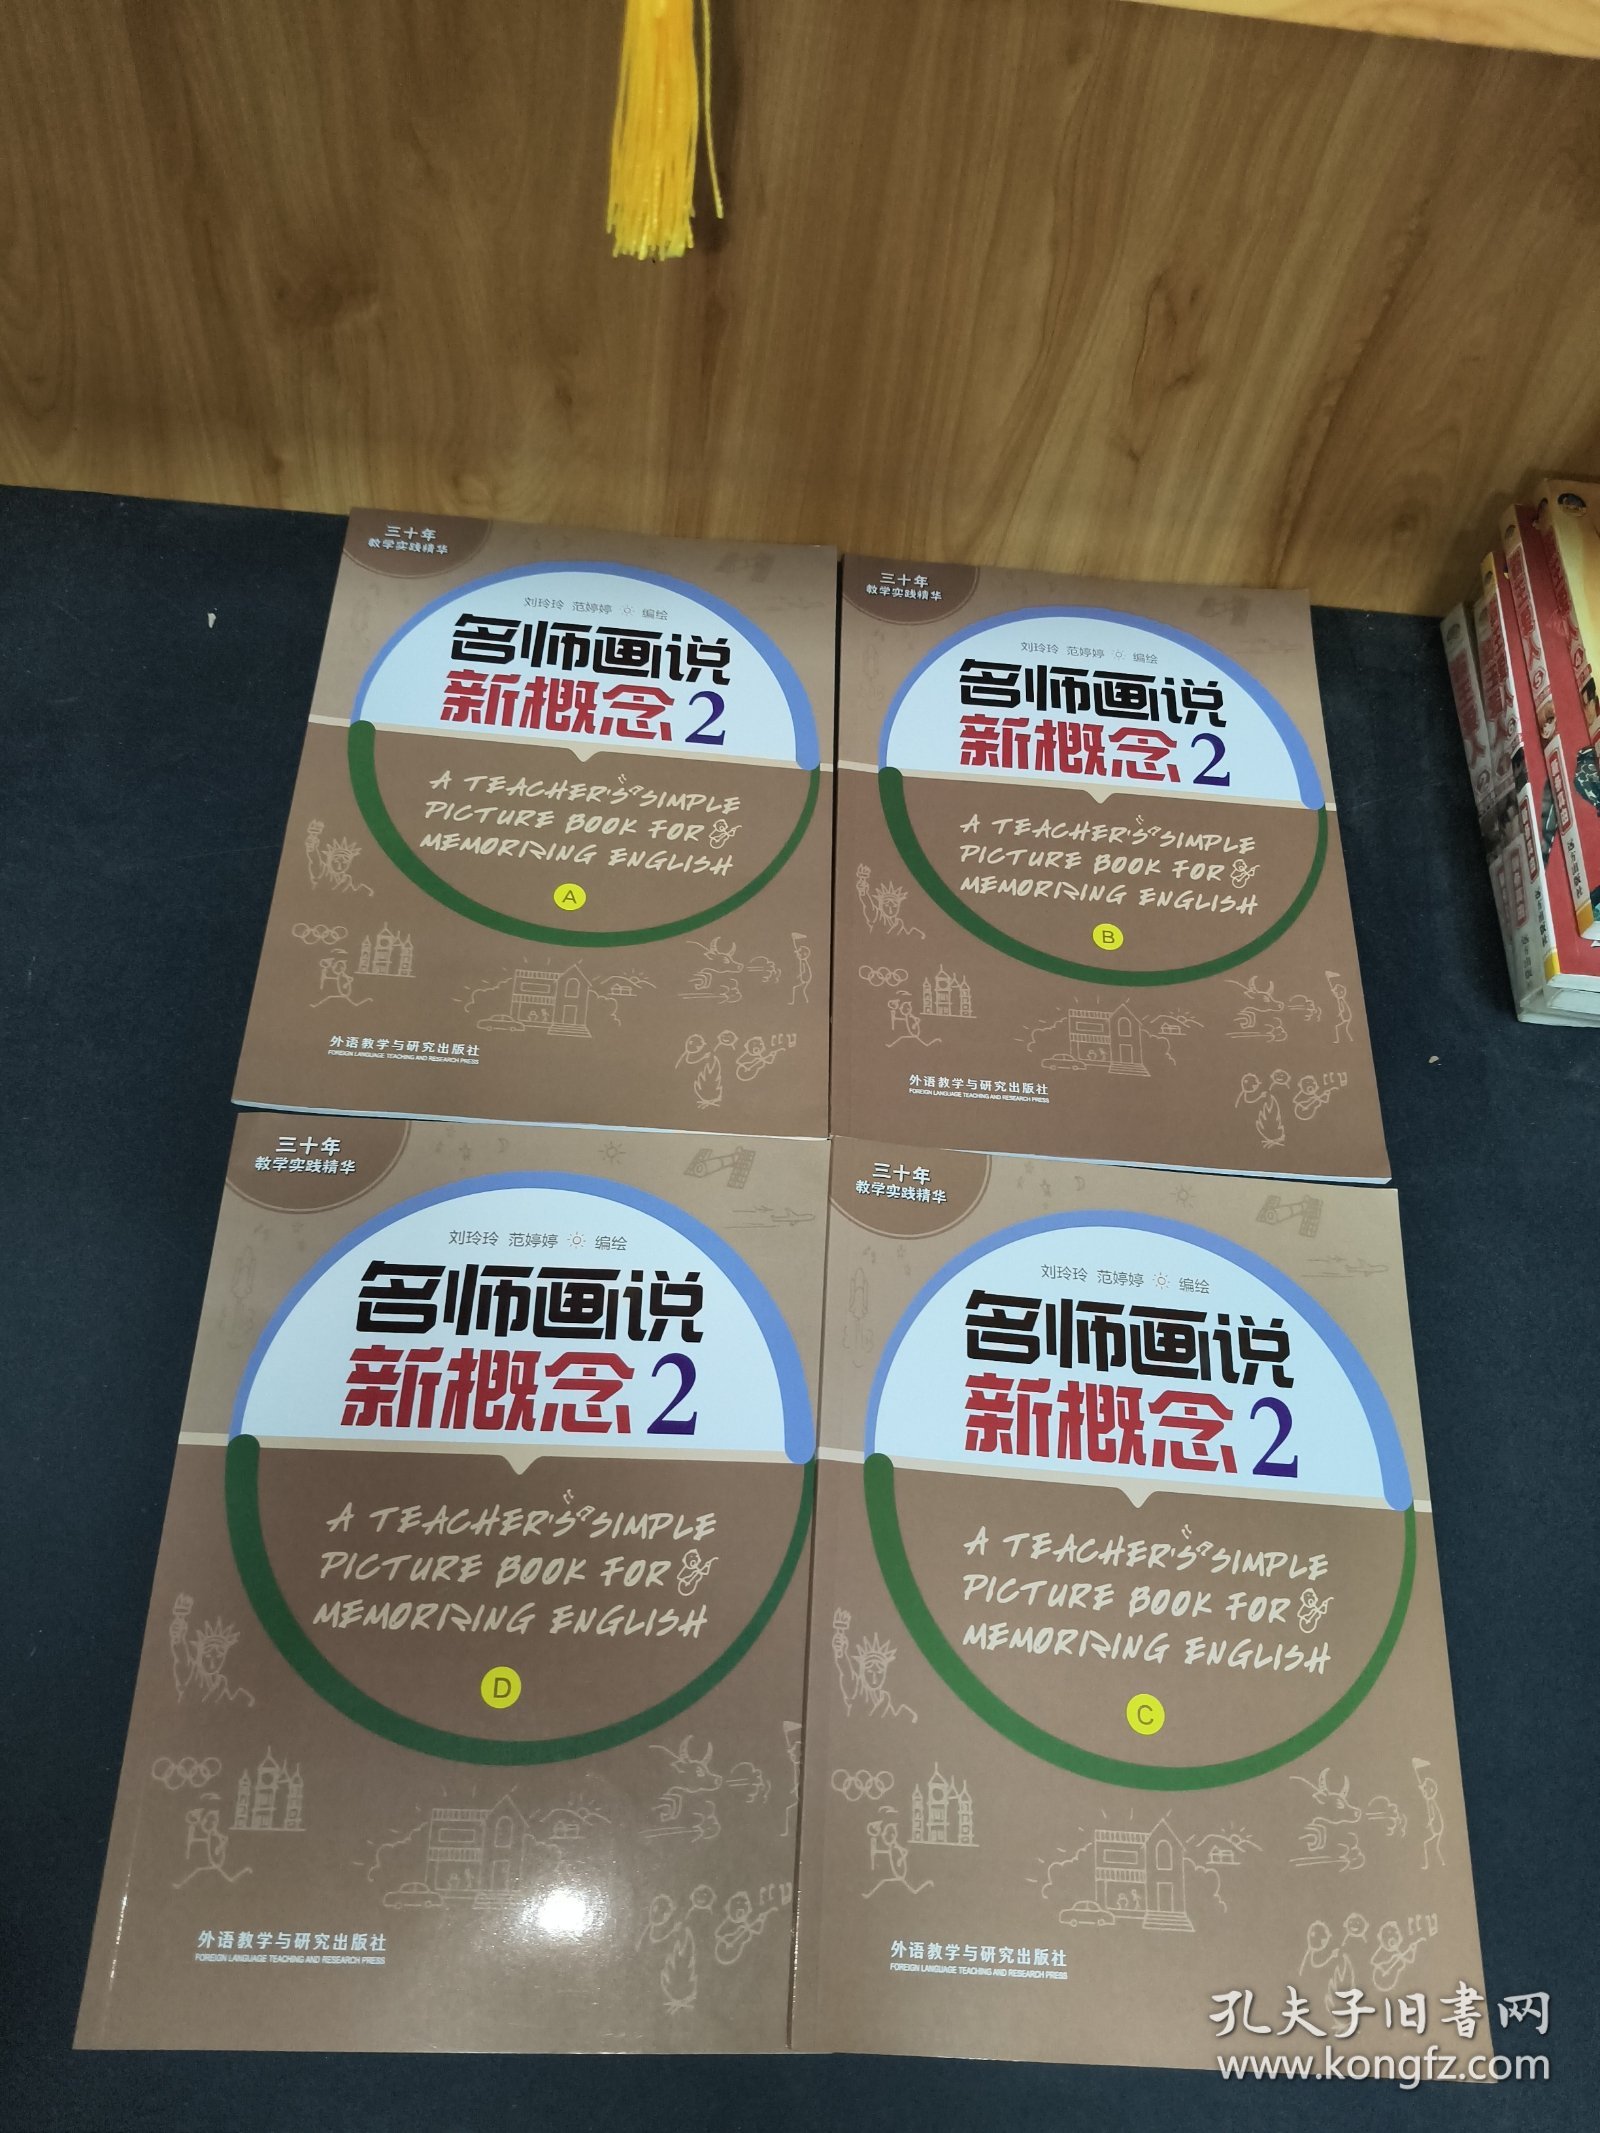 三十年
教学实践精华
刘玲玲 范婷婷 编绘
名师画说
新概念2
A TEACHER'S SIMPLE
PICTURE BOOK FOR
MEMORIZING ENGLISH
A
外语教学与研究出版社
FOREIGN LANGUAGE TEACHING AND RESEARCH PRESS
三十年
教学实践精华
刘玲玲 范婷婷 编绘
名师画说
新概念2
A TEACHER'S SIMPLE
PICTURE BOOK FOR
MEMORIZING ENGLISH
B
外语教学与研究出版社
FOREIGN LANGUAGE TEACHING AND RESEARCH PRESS
三十年
教学实践精华
刘玲玲 范婷婷 编绘
名师画说
新概念2
A TEACHER'S SIMPLE
PICTURE BOOK FOR
MEMORIZING ENGLISH
D
外语教学与研究出版社
FOREIGN LANGUAGE TEACHING AND RESEARCH PRESS
三十年
教学实践精华
刘玲玲 范婷婷 编绘
名师画说
新概念2
A TEACHER'S SIMPLE
PICTURE BOOK FOR
MEMORIZING ENGLISH
C
外语教学与研究出版社
FOREIGN LANGUAGE TEACHING AND RESEARCH PRESS
孔夫子旧书网
www.kongfz.com